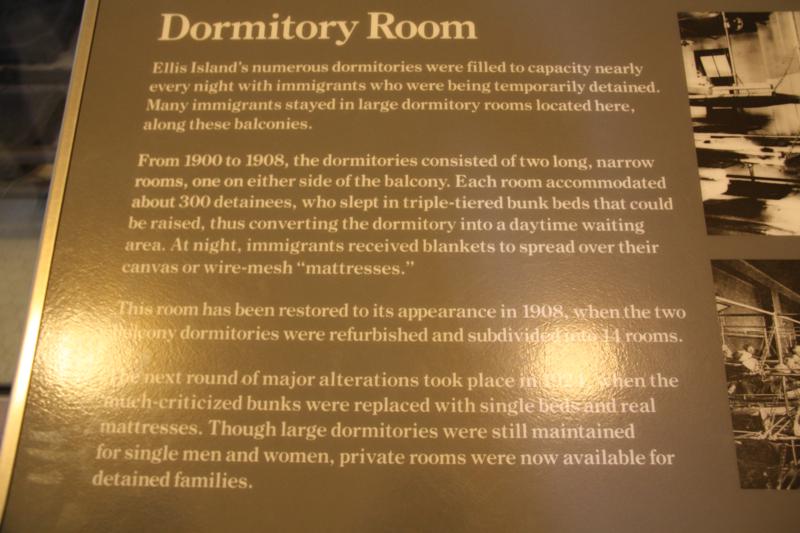 Dormitory Room
Ellis Island's numerous dormitories were filled to capacity nearly
every night with immigrants who were being temporarily detained.
Many immigrants stayed in large dormitory rooms located here,
along these balconies.
From 1900 to 1908, the dormitories consisted of two long, narrow
rooms, one on either side of the balcony. Each room accommodated
about 300 detainees, who slept in triple-tiered bunk beds that could
be raised, thus converting the dormitory into a daytime waiting
area. At night, immigrants received blankets to spread over their
canvas or wire-mesh “mattresses.”
This room has been restored to its appearance in 1908, when the two
balcony dormitories were refurbished and subdivided into 14 rooms.
The next round of major alterations took place in 1924, when the
much-criticized bunks were replaced with single beds and real
mattresses. Though large dormitories were still maintained
for single men and women, private rooms were now available for
detained families.